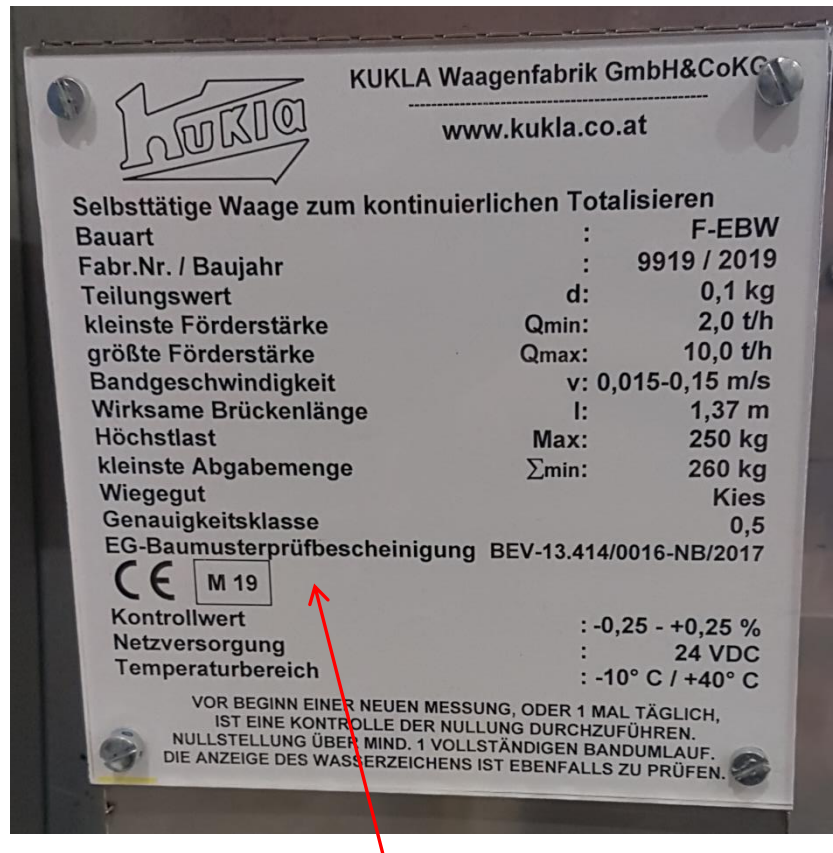 KUKLA Waagenfabrik GmbH&CoKG
KUKla
www.kukla.co.at
Selbsttätige Waage zum kontinuierlichen Totalisieren
Bauart : F-EBW
Fabr.Nr. / Baujahr : 9919 / 2019
Teilungswert d: 0,1 kg
kleinste Förderstärke Qmin: 2,0 t/h
größte Förderstärke Qmax: 10,0 t/h
Bandgeschwindigkeit v: 0,015-0,15 m/s
Wirksame Brückenlänge l: 1,37 m
Höchstlast Max: 250 kg
kleinste Abgabemenge ∑min: 260 kg
Wiegegut Kies
Genauigkeitsklasse 0,5
EG-Baumusterprüfbescheinigung BEV-13.414/0016-NB/2017
CE M 19
Kontrollwert : -0,25 - +0,25 %
Netzversorgung : 24 VDC
Temperaturbereich : -10° C / +40° C
VOR BEGINN EINER NEUEN MESSUNG, ODER 1 MAL TÄGLICH,
IST EINE KONTROLLE DER NULLUNG DURCHZUFÜHREN.
NULLSTELLUNG ÜBER MIND. 1 VOLLSTÄNDIGEN BANDUMLAUF.
DIE ANZEIGE DES WASSERZEICHENS IST EBENFALLS ZU PRÜFEN.